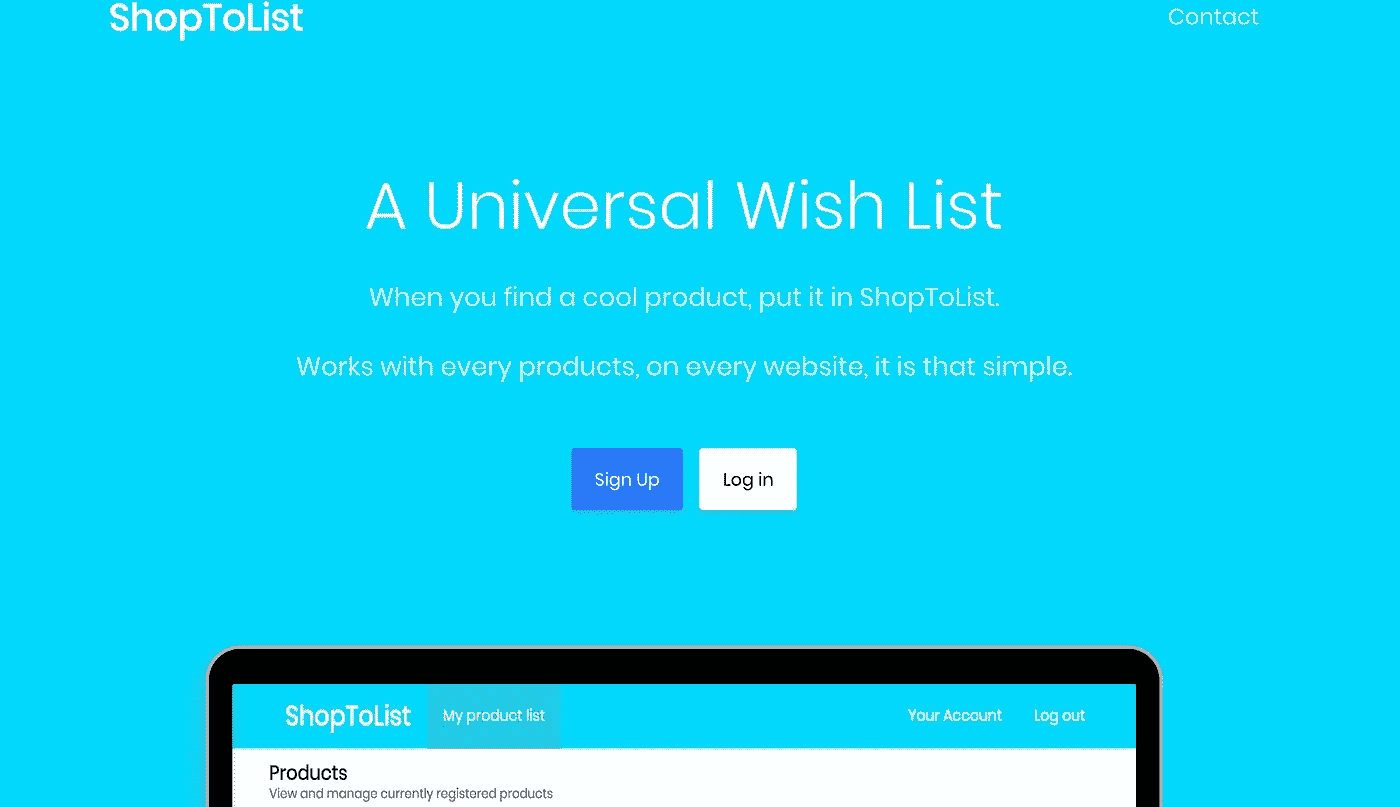 ShopToList
Contact
A Universal Wish List
When you find a cool product, put it in ShopToList.
Works with every products, on every website, it is that simple.
Sign Up
Log in
ShopToList
My product list
Your Account
Log out
Products
View and manage currently registered products